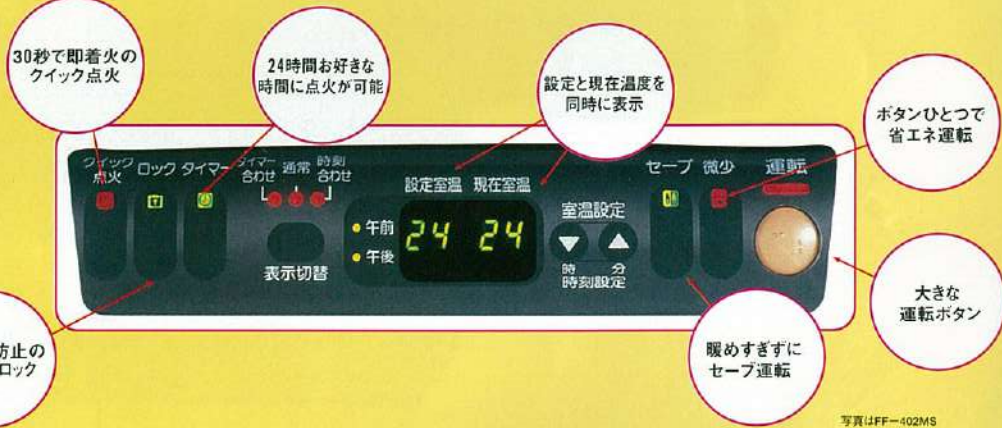 30秒で即着火の
クイック点火
24時間お好きな
時間に点火が可能
設定と現在温度を
同時に表示
ボタンひとつで
省エネ運転
クイック
点火
ロック
タイマー
タイマー
合わせ
通常
時刻
合わせ
設定室温 現在室温
セーブ
微少
運転
午前
午後
24 24
表示切替
室温設定
時 分
時刻設定
防止の
ロック
暖めすぎずに
セーブ運転
大きな
運転ボタン
写真はFF-402MS